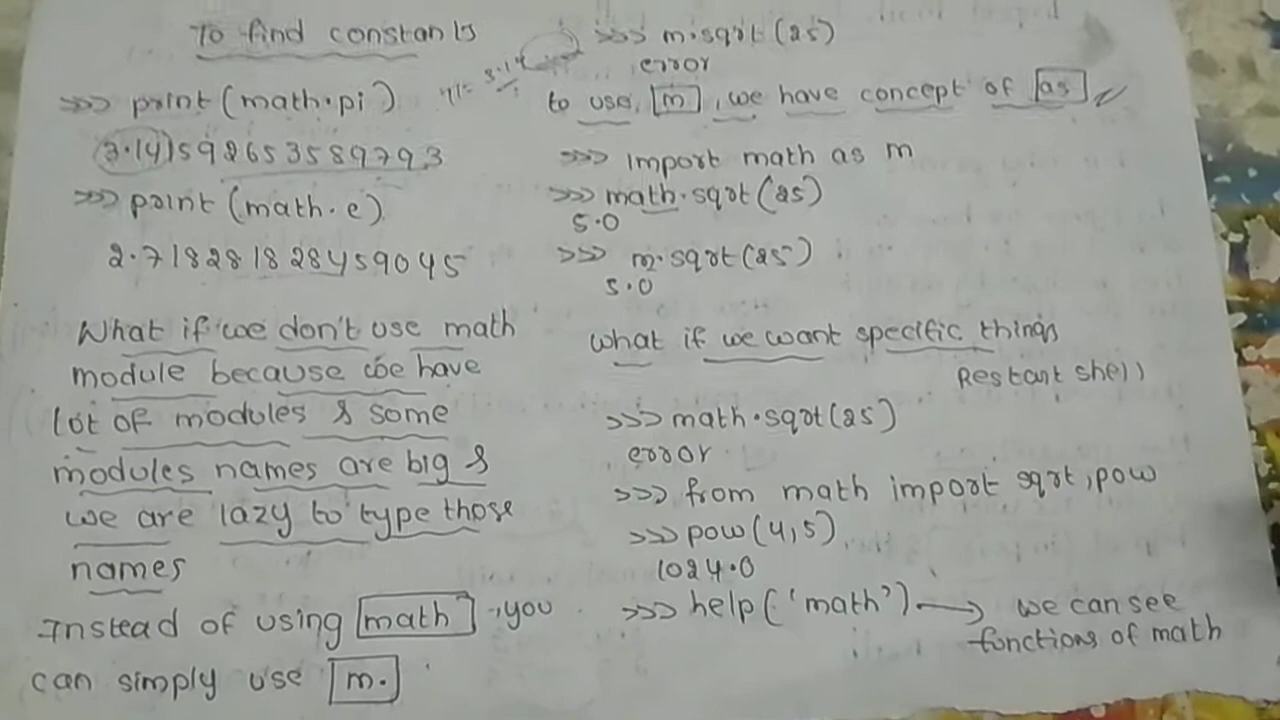 To find constants
>>> print(math.pi)
π = 3.14
3.141592653589793
>>> print(math.e)
2.718281828459045
What if we don't use math
module because we have
lot of modules & some
modules names are big &
we are lazy to type those
names
Instead of using math, you
can simply use m.
>>> m.sqrt(25)
error
to use m, we have concept of as
>>> import math as m
>>> math.sqrt(25)
5.0
>>> m.sqrt(25)
5.0
what if we want specific things
Restart shell
>>> math.sqrt(25)
error
>>> from math import sqrt, pow
>>> pow(4,5)
1024.0
>>> help('math') → we can see
functions of math